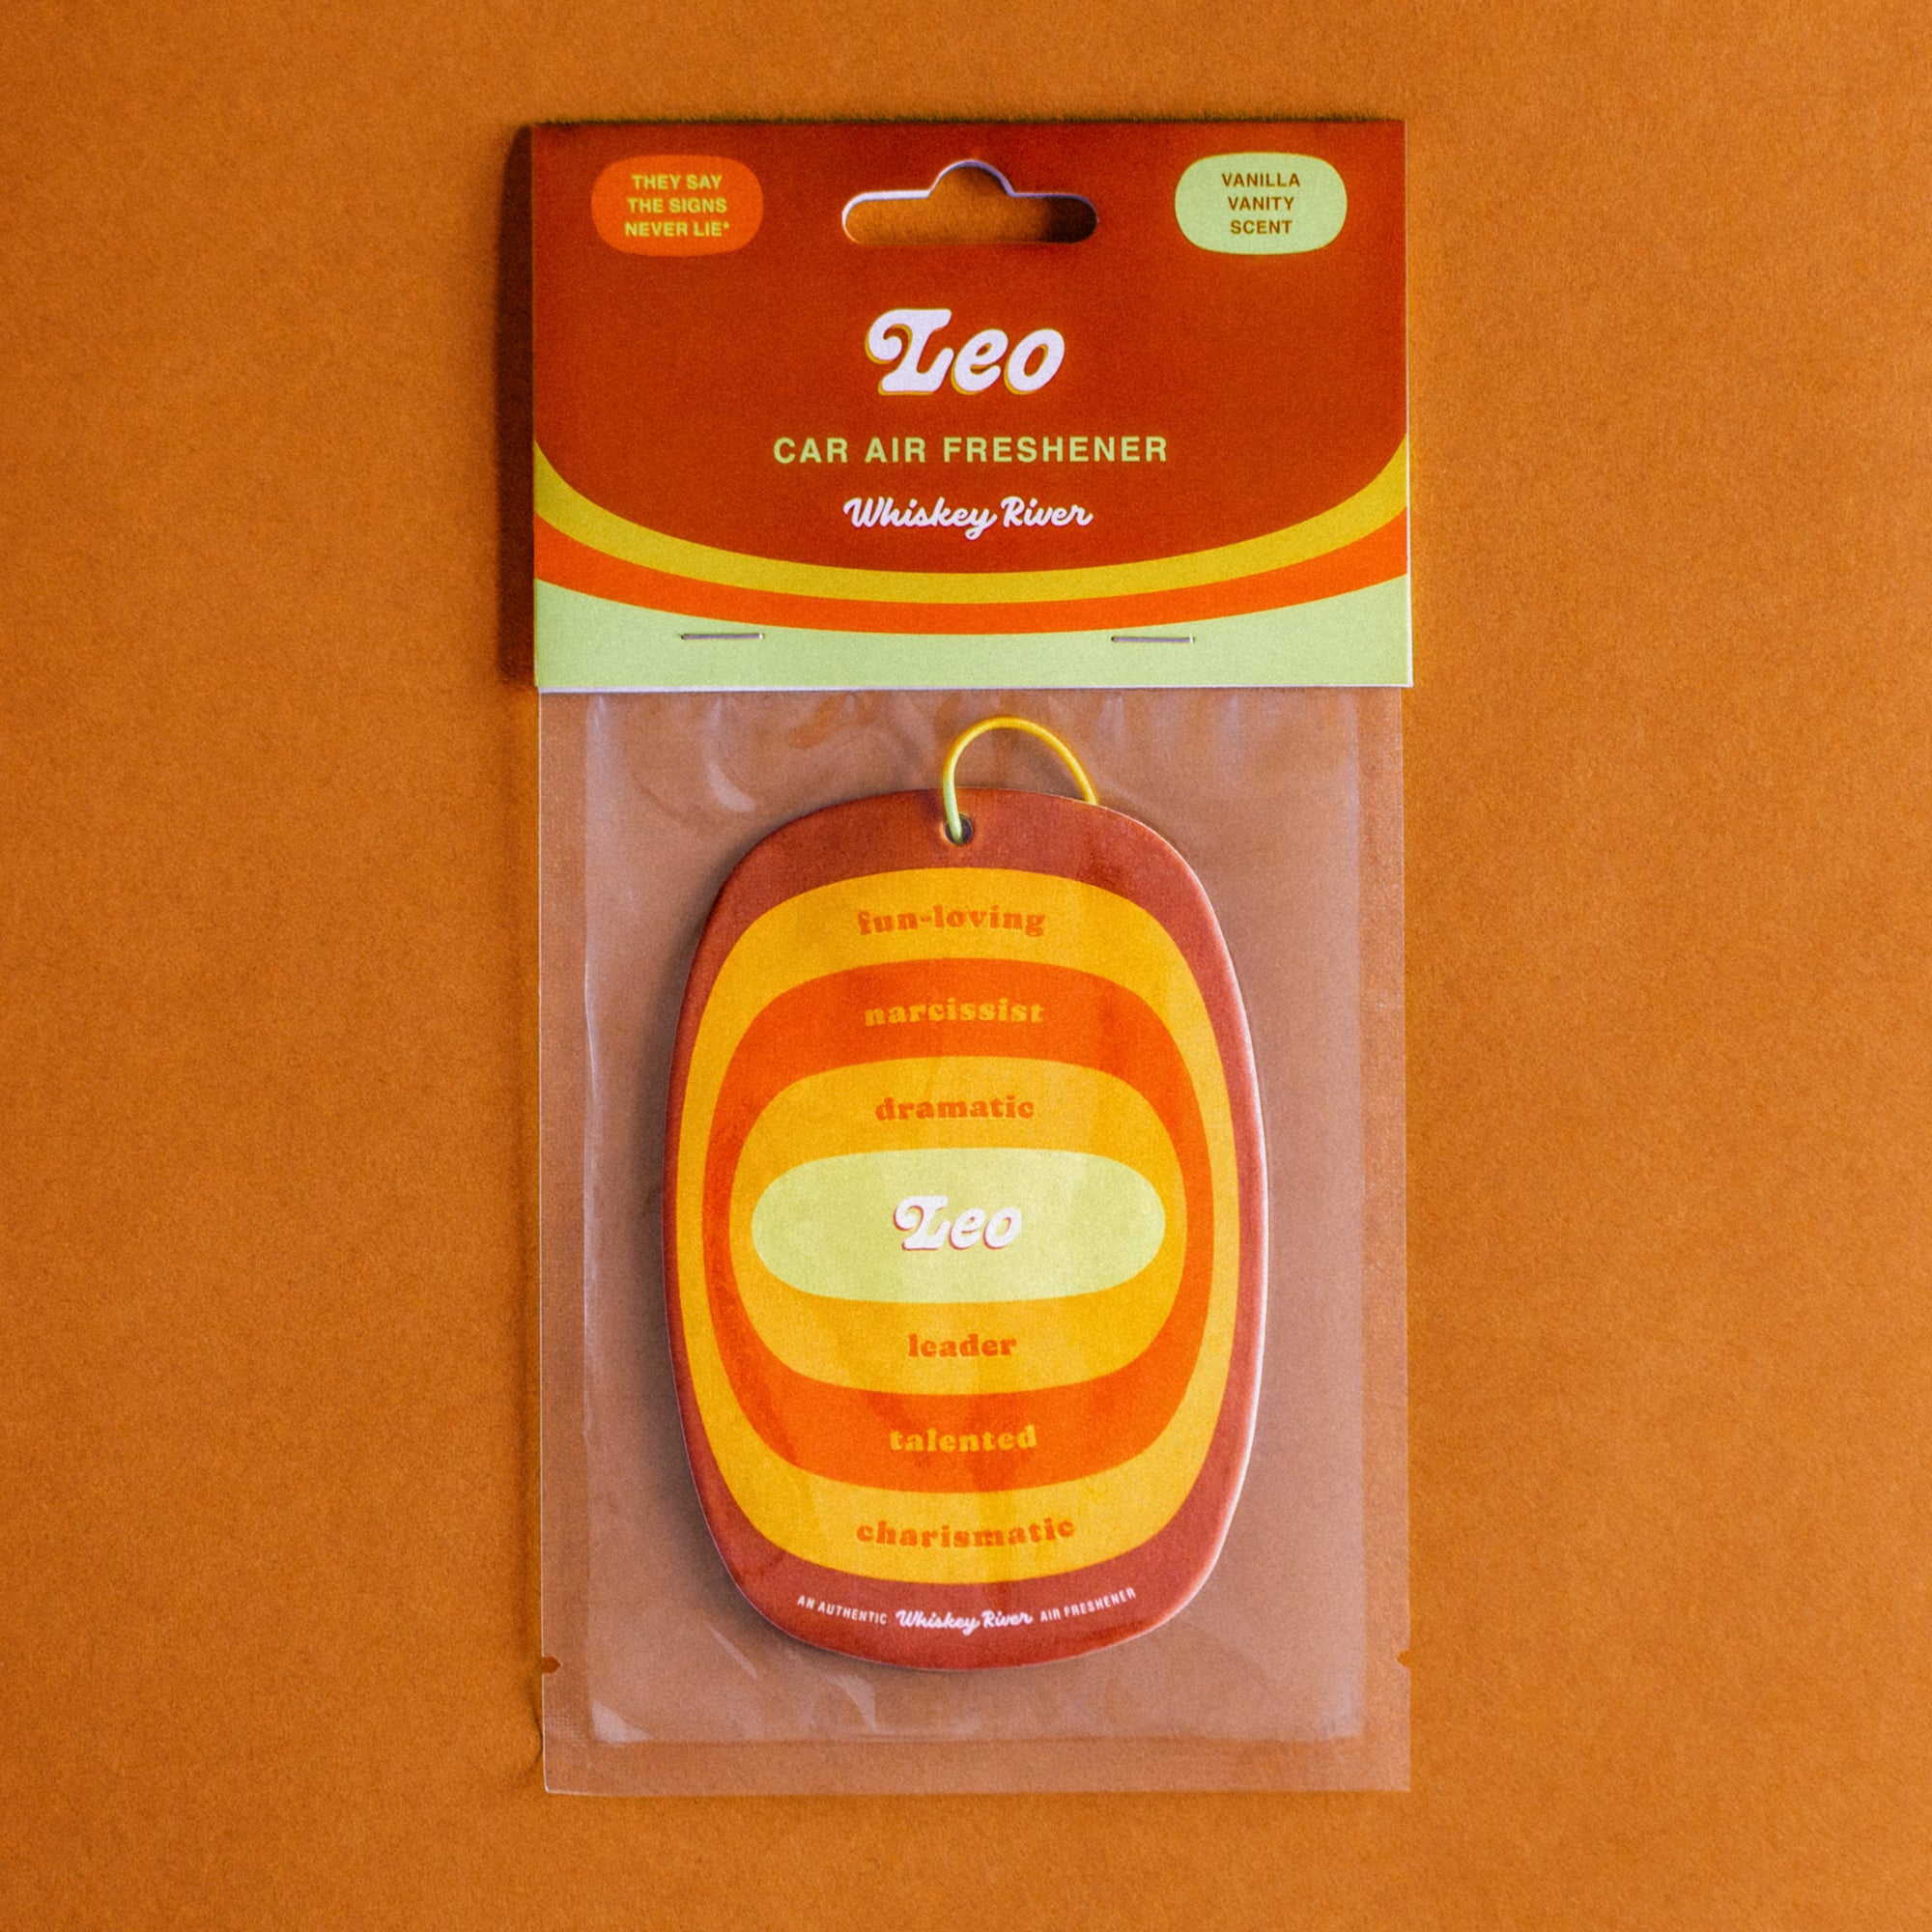 THEY SAY
THE SIGNS
NEVER LIE*
VANILLA
VANITY
SCENT
Leo
CAR AIR FRESHENER
Whiskey River
fun-loving
narcissist
dramatic
Leo
leader
talented
charismatic
AN AUTHENTIC Whiskey River AIR FRESHENER